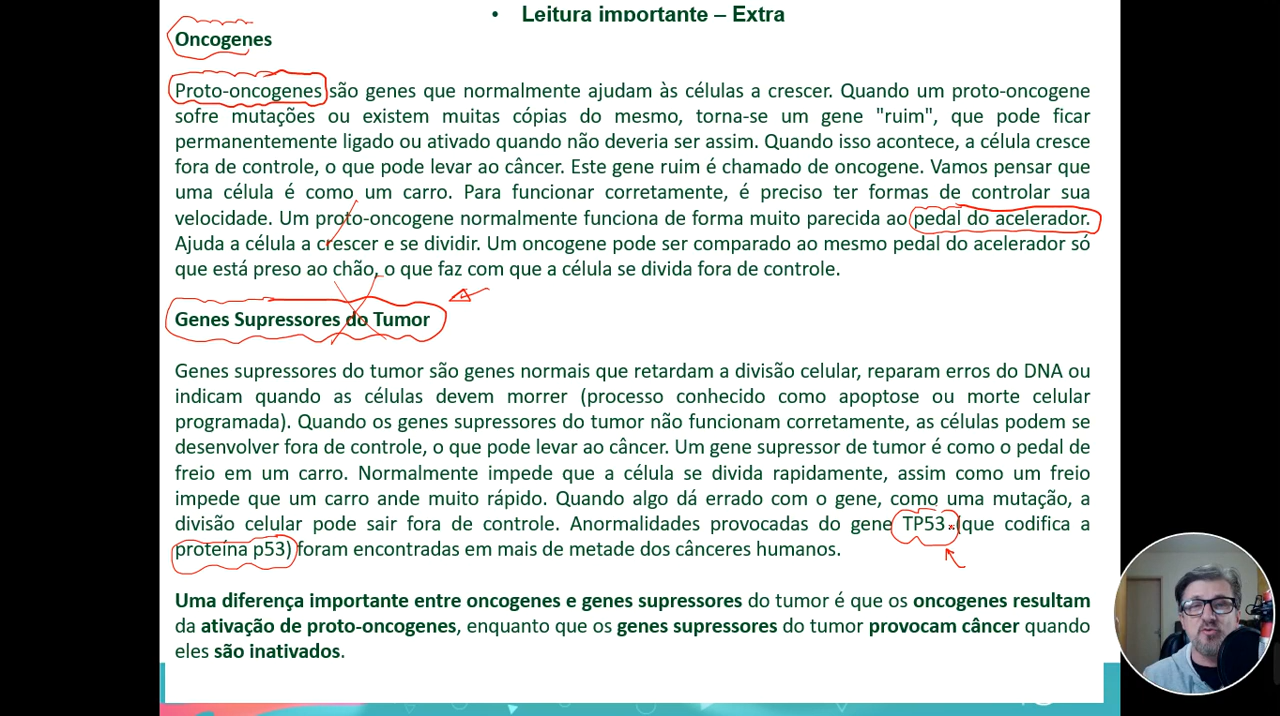 • Leitura importante – Extra
Oncogenes
Proto-oncogenes são genes que normalmente ajudam às células a crescer. Quando um proto-oncogene
sofre mutações ou existem muitas cópias do mesmo, torna-se um gene "ruim", que pode ficar
permanentemente ligado ou ativado quando não deveria ser assim. Quando isso acontece, a célula cresce
fora de controle, o que pode levar ao câncer. Este gene ruim é chamado de oncogene. Vamos pensar que
uma célula é como um carro. Para funcionar corretamente, é preciso ter formas de controlar sua
velocidade. Um proto-oncogene normalmente funciona de forma muito parecida ao pedal do acelerador.
Ajuda a célula a crescer e se dividir. Um oncogene pode ser comparado ao mesmo pedal do acelerador só
que está preso ao chão, o que faz com que a célula se divida fora de controle.
Genes Supressores do Tumor
Genes supressores do tumor são genes normais que retardam a divisão celular, reparam erros do DNA ou
indicam quando as células devem morrer (processo conhecido como apoptose ou morte celular
programada). Quando os genes supressores do tumor não funcionam corretamente, as células podem se
desenvolver fora de controle, o que pode levar ao câncer. Um gene supressor de tumor é como o pedal de
freio em um carro. Normalmente impede que a célula se divida rapidamente, assim como um freio
impede que um carro ande muito rápido. Quando algo dá errado com o gene, como uma mutação, a
divisão celular pode sair fora de controle. Anormalidades provocadas do gene TP53 (que codifica a
proteína p53) foram encontradas em mais de metade dos cânceres humanos.
Uma diferença importante entre oncogenes e genes supressores do tumor é que os oncogenes resultam
da ativação de proto-oncogenes, enquanto que os genes supressores do tumor provocam câncer quando
eles são inativados.